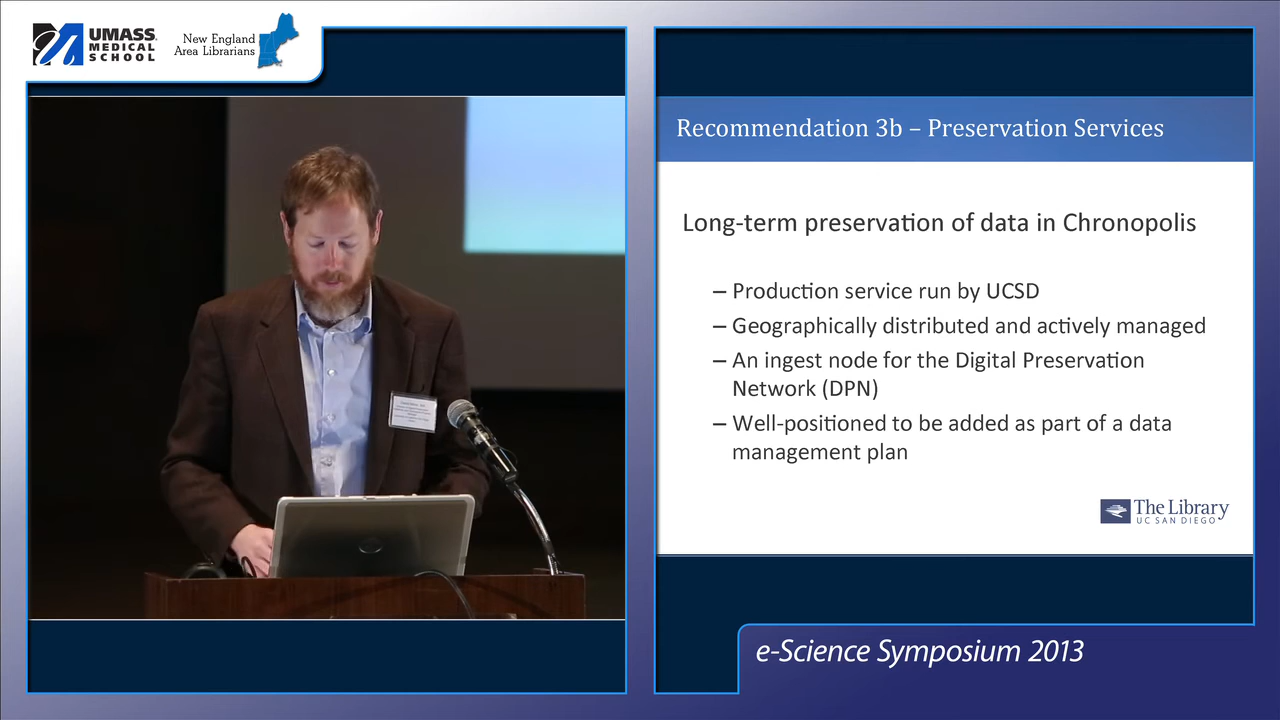 UMASS
MEDICAL
SCHOOL
New England
Area Librarians
Recommendation 3b – Preservation Services
Long-term preservation of data in Chronopolis
– Production service run by UCSD
– Geographically distributed and actively managed
– An ingest node for the Digital Preservation
Network (DPN)
– Well-positioned to be added as part of a data
management plan
The Library
UC SAN DIEGO
e-Science Symposium 2013